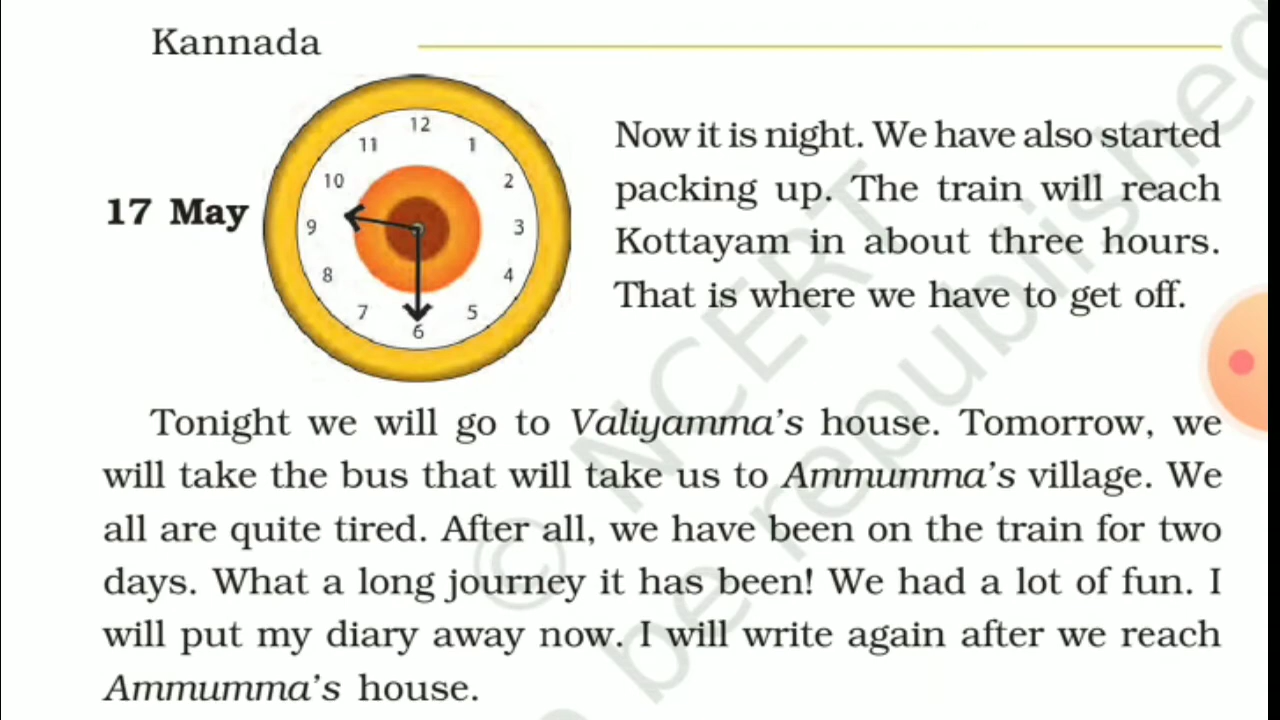 Kannada
17 May
12
11
1
10
2
9
3
8
4
7
5
6
Now it is night. We have also started
packing up. The train will reach
Kottayam in about three hours.
That is where we have to get off.
Tonight we will go to Valiyamma's house. Tomorrow, we
will take the bus that will take us to Ammumma's village. We
all are quite tired. After all, we have been on the train for two
days. What a long journey it has been! We had a lot of fun. I
will put my diary away now. I will write again after we reach
Ammumma's house.
© NCERT
be republished